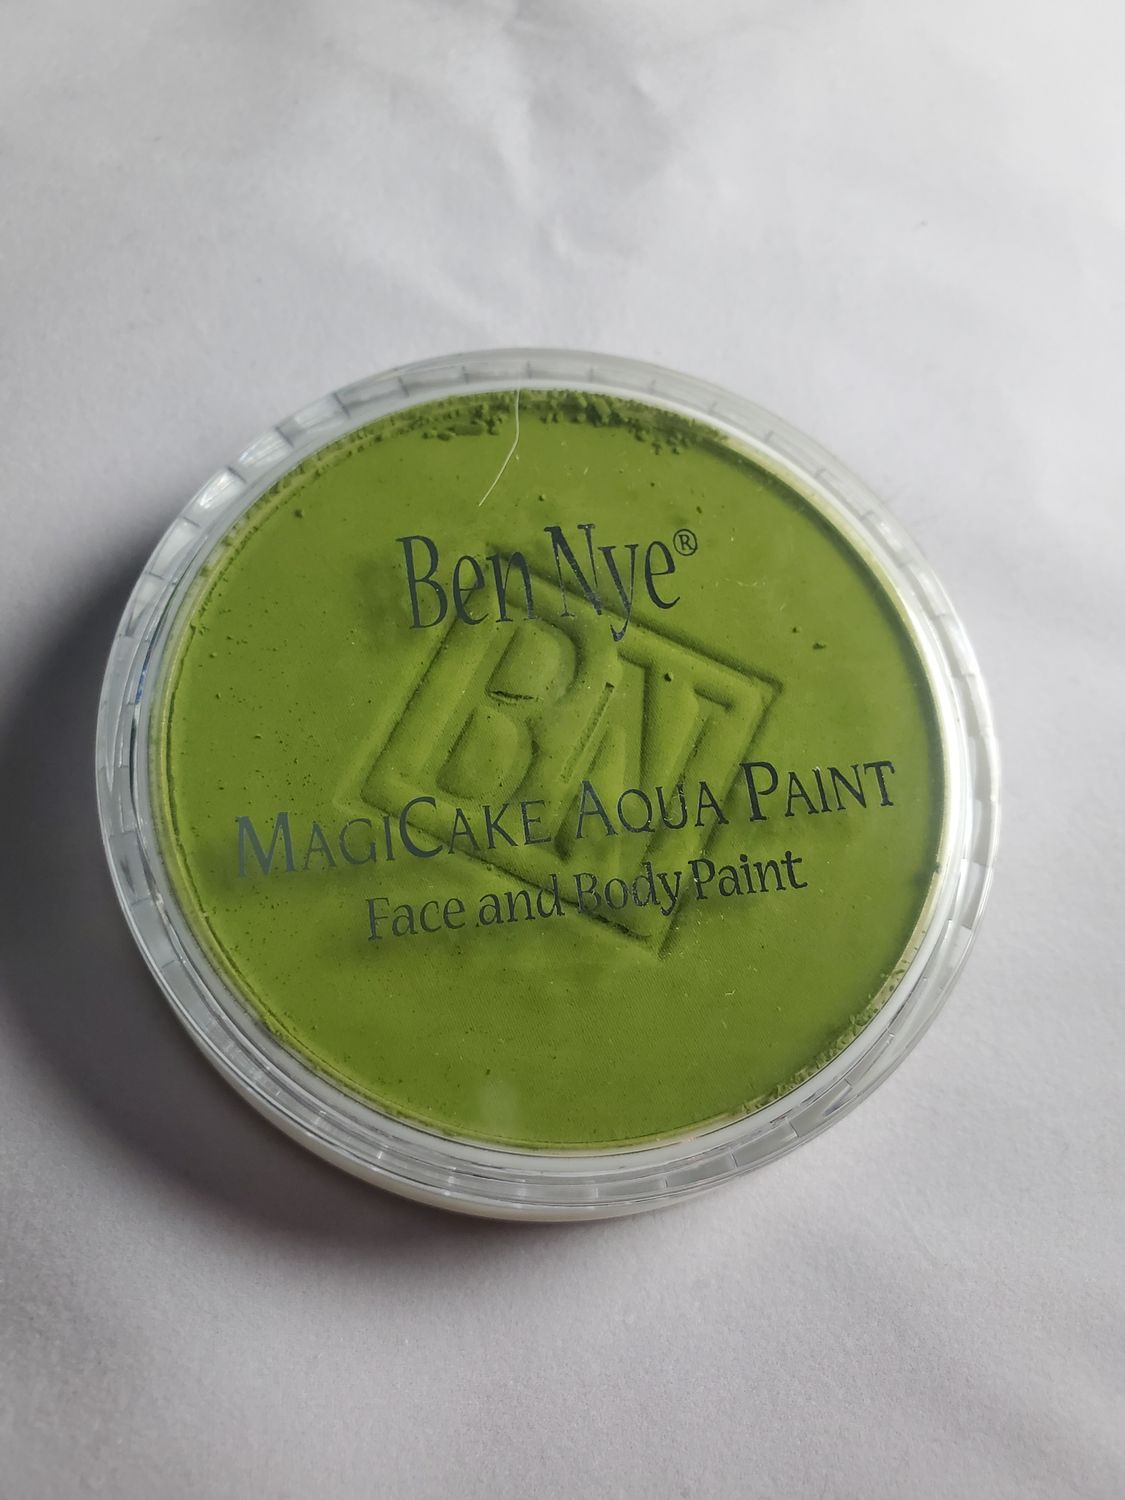 Ben Nye®
BN
MagiCake Aqua Paint
Face and Body Paint